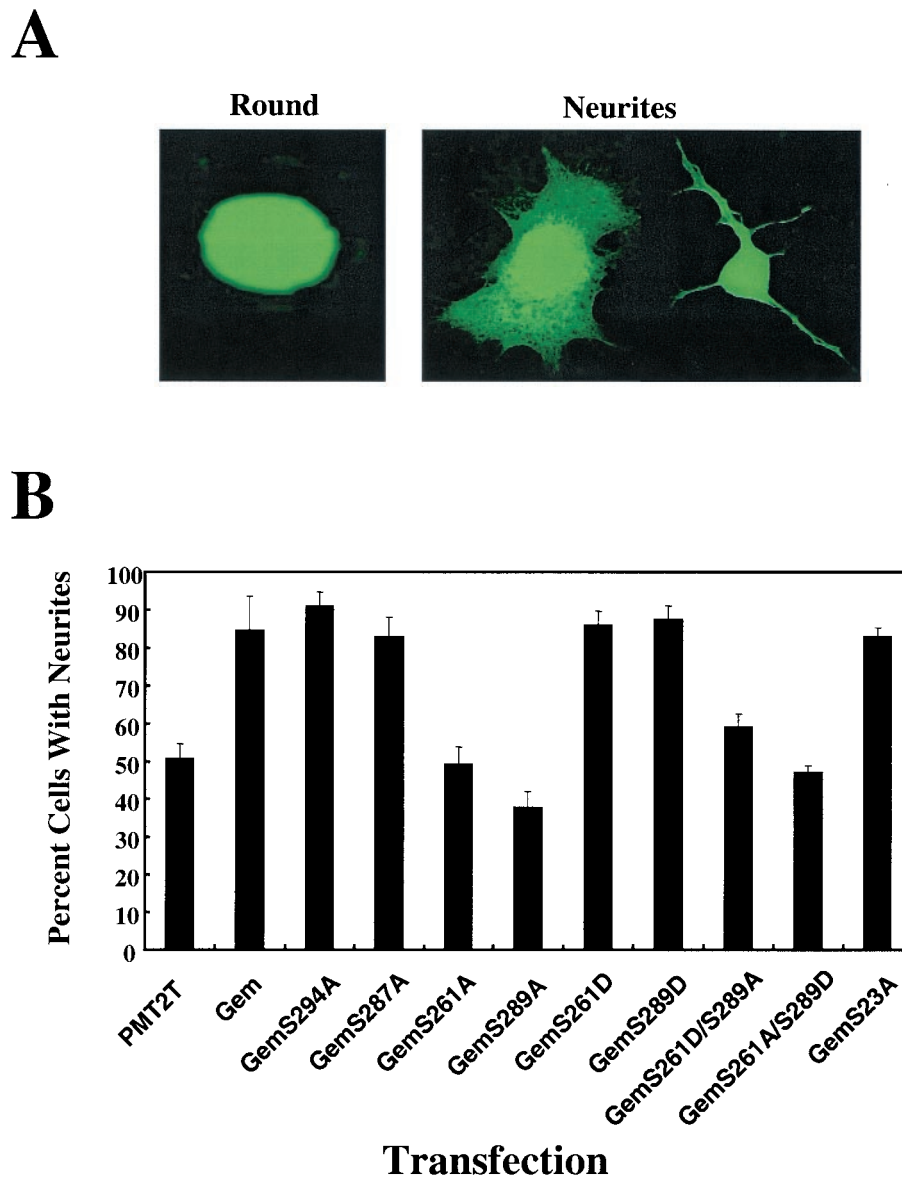 A
Round
Neurites
B
Percent Cells With Neurites
100
90
80
70
60
50
40
30
20
10
0
PMT2T
Gem
GemS294A
GemS287A
GemS261A
GemS289A
GemS261D
GemS289D
GemS261D/S289A
GemS261A/S289D
GemS23A
Transfection